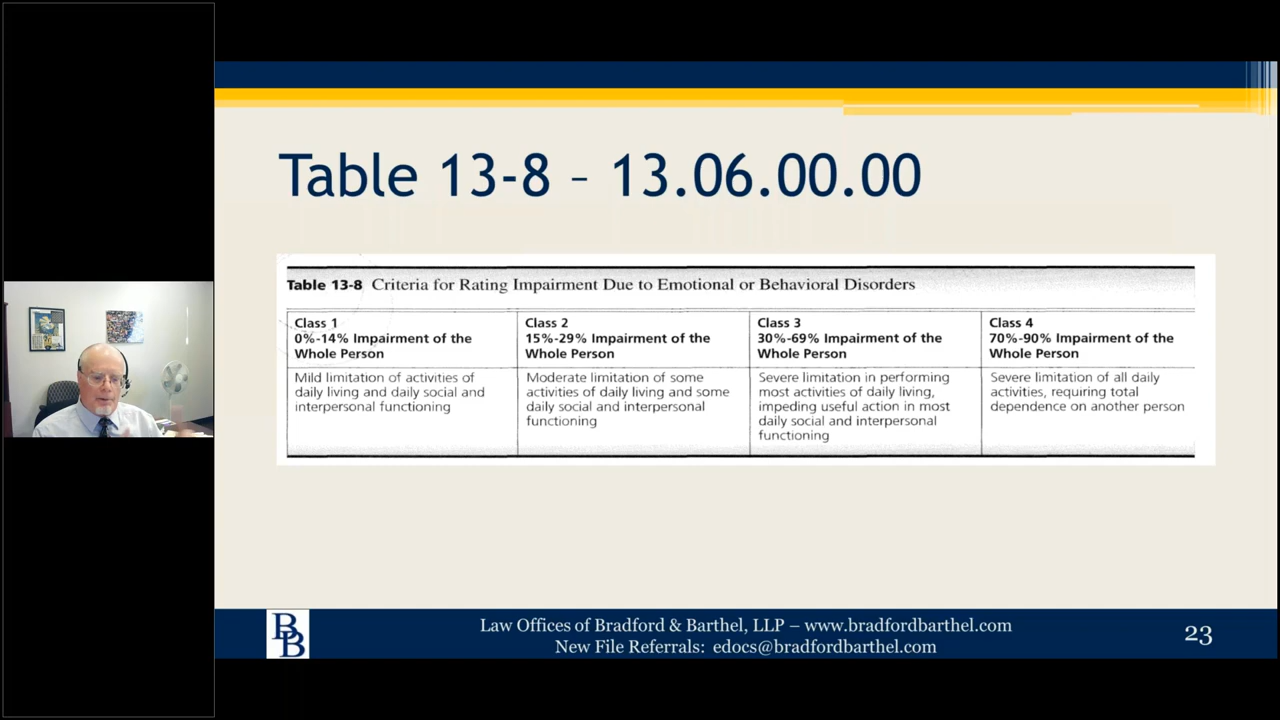 Table 13-8 – 13.06.00.00
Table 13-8 Criteria for Rating Impairment Due to Emotional or Behavioral Disorders
Class 1
0%-14% Impairment of the
Whole Person
Mild limitation of activities of
daily living and daily social and
interpersonal functioning
Class 2
15%-29% Impairment of the
Whole Person
Moderate limitation of some
activities of daily living and some
daily social and interpersonal
functioning
Class 3
30%-69% Impairment of the
Whole Person
Severe limitation in performing
most activities of daily living,
impeding useful action in most
daily social and interpersonal
functioning
Class 4
70%-90% Impairment of the
Whole Person
Severe limitation of all daily
activities, requiring total
dependence on another person
BB
Law Offices of Bradford & Barthel, LLP – www.bradfordbarthel.com
New File Referrals: edocs@bradfordbarthel.com
23